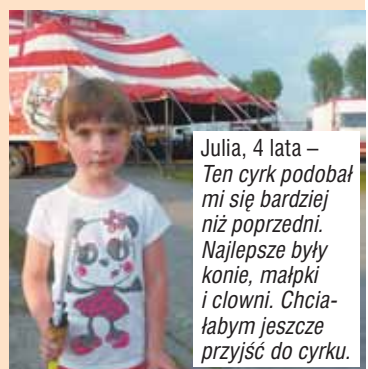 Julia, 4 lata –
Ten cyrk podobał
mi się bardziej
niż poprzedni.
Najlepsze były
konie, małpki
i clowni. Chcia-
łabym jeszcze
przyjść do cyrku.